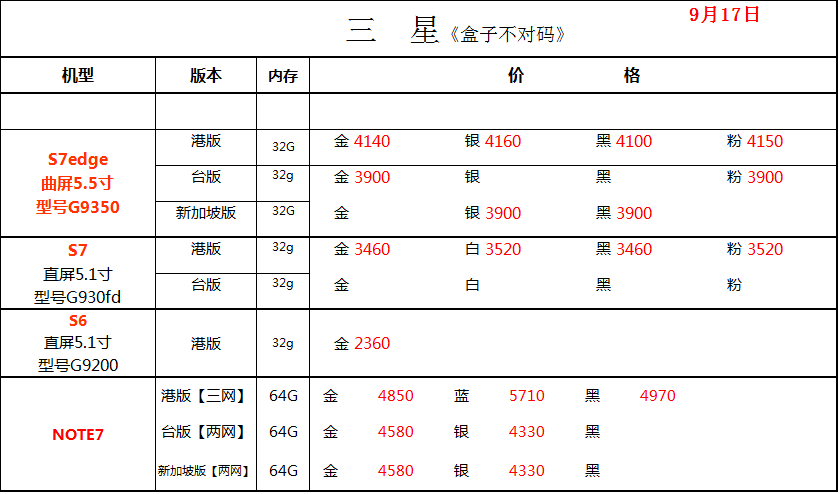 9月17日
三 星《盒子不对码》
机型 版本 内存 价 格
S7edge
曲屏5.5寸
型号G9350
港版 32G 金 4140 银 4160 黑 4100 粉 4150
台版 32g 金 3900 银 黑 粉 3900
新加坡版 32G 金 银 3900 黑 3900
S7
直屏5.1寸
型号G930fd
港版 32g 金 3460 白 3520 黑 3460 粉 3520
台版 32g 金 白 黑 粉
S6
直屏5.1寸
型号G9200
港版 32g 金 2360
NOTE7
港版【三网】 64G 金 4850 蓝 5710 黑 4970
台版【两网】 64G 金 4580 银 4330 黑
新加坡版【两网】 64G 金 4580 银 4330 黑